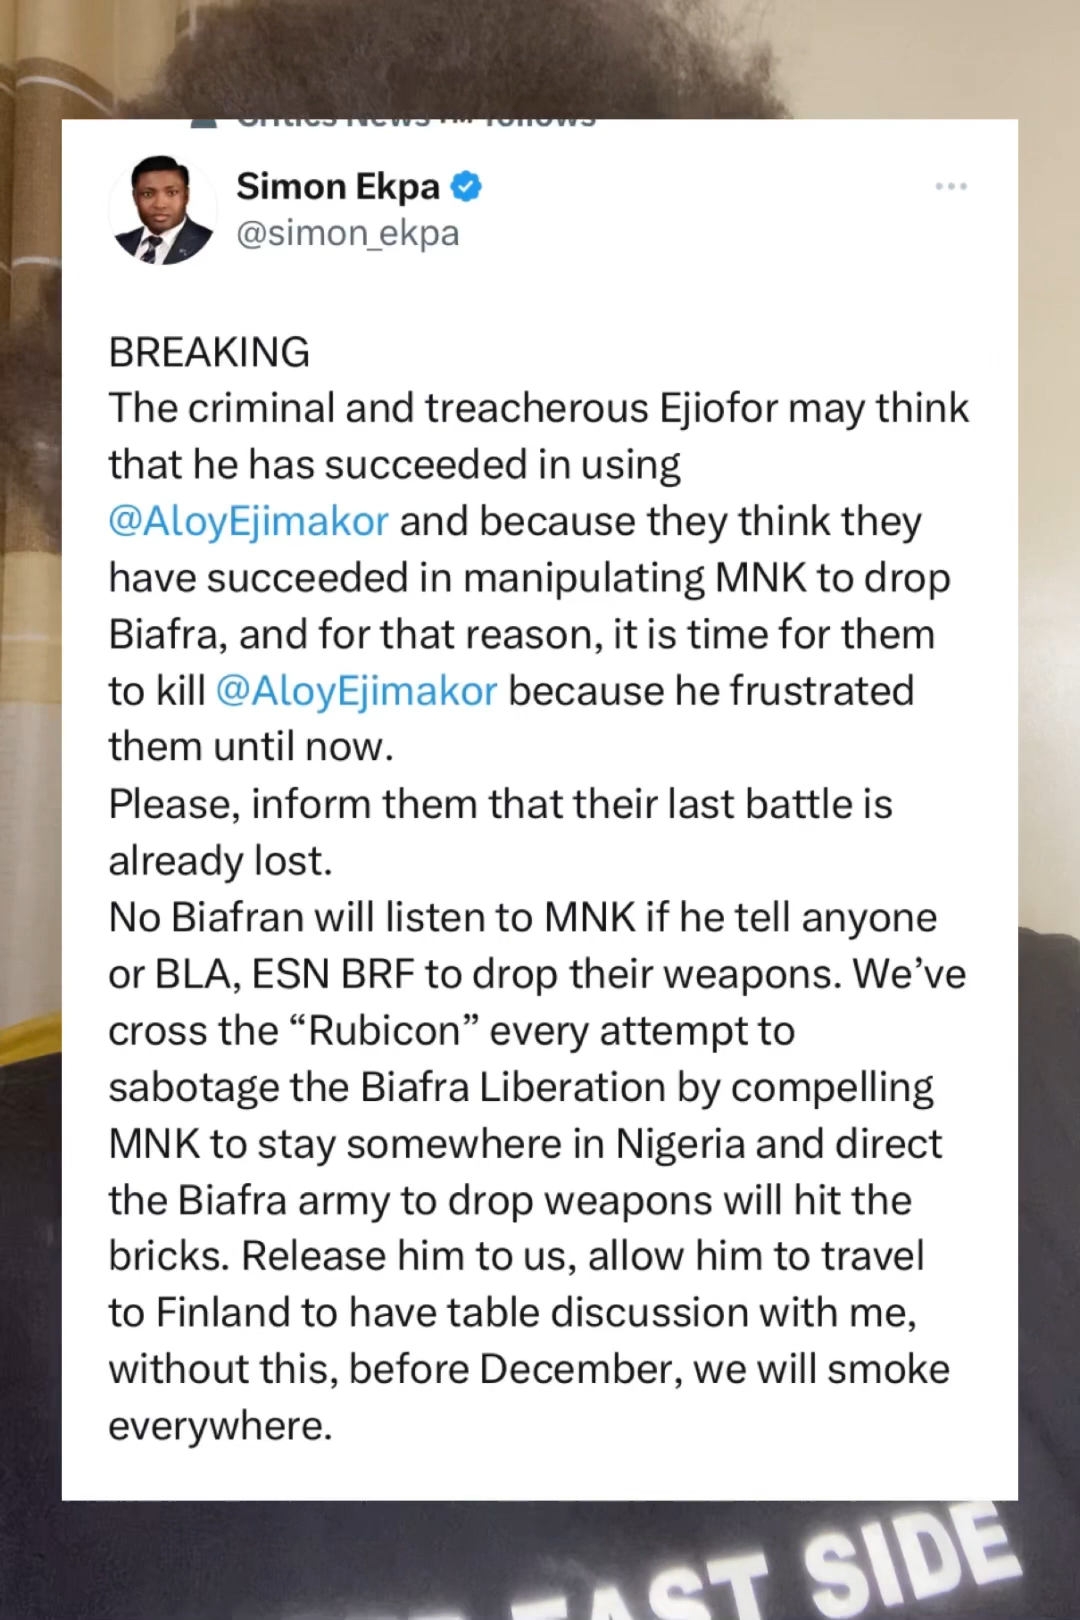 Critics News™ follows
Simon Ekpa
@simon_ekpa
BREAKING
The criminal and treacherous Ejiofor may think
that he has succeeded in using
@AloyEjimakor and because they think they
have succeeded in manipulating MNK to drop
Biafra, and for that reason, it is time for them
to kill @AloyEjimakor because he frustrated
them until now.
Please, inform them that their last battle is
already lost.
No Biafran will listen to MNK if he tell anyone
or BLA, ESN BRF to drop their weapons. We’ve
cross the “Rubicon” every attempt to
sabotage the Biafra Liberation by compelling
MNK to stay somewhere in Nigeria and direct
the Biafra army to drop weapons will hit the
bricks. Release him to us, allow him to travel
to Finland to have table discussion with me,
without this, before December, we will smoke
everywhere.
EAST SIDE